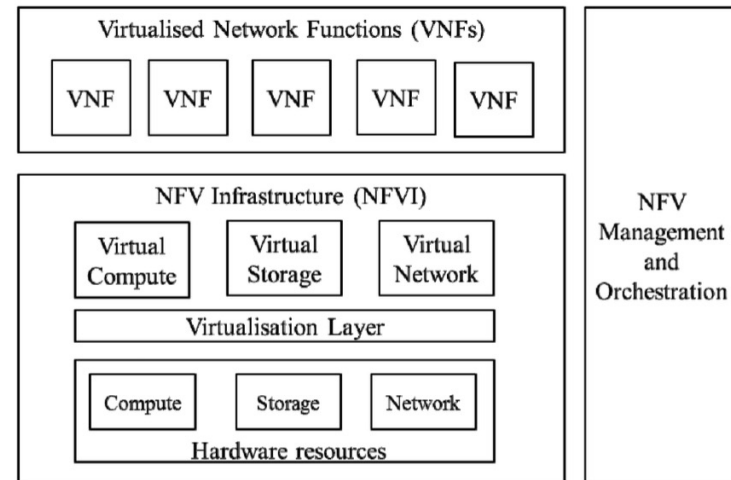 Virtualised Network Functions (VNFs)
VNF
VNF
VNF
VNF
VNF
NFV Infrastructure (NFVI)
Virtual
Compute
Virtual
Storage
Virtual
Network
Virtualisation Layer
Compute
Storage
Network
Hardware resources
NFV
Management
and
Orchestration